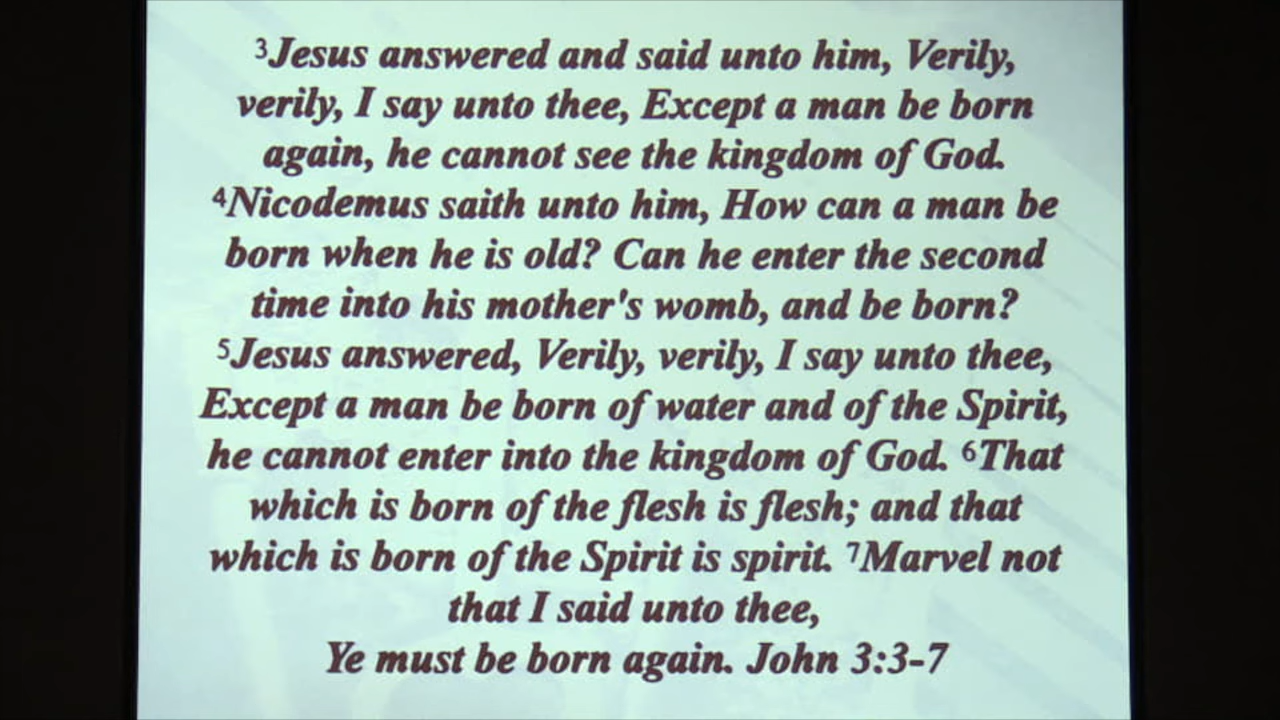 ³Jesus answered and said unto him, Verily,
verily, I say unto thee, Except a man be born
again, he cannot see the kingdom of God.
⁴Nicodemus saith unto him, How can a man be
born when he is old? Can he enter the second
time into his mother's womb, and be born?
⁵Jesus answered, Verily, verily, I say unto thee,
Except a man be born of water and of the Spirit,
he cannot enter into the kingdom of God. ⁶That
which is born of the flesh is flesh; and that
which is born of the Spirit is spirit. ⁷Marvel not
that I said unto thee,
Ye must be born again. John 3:3-7